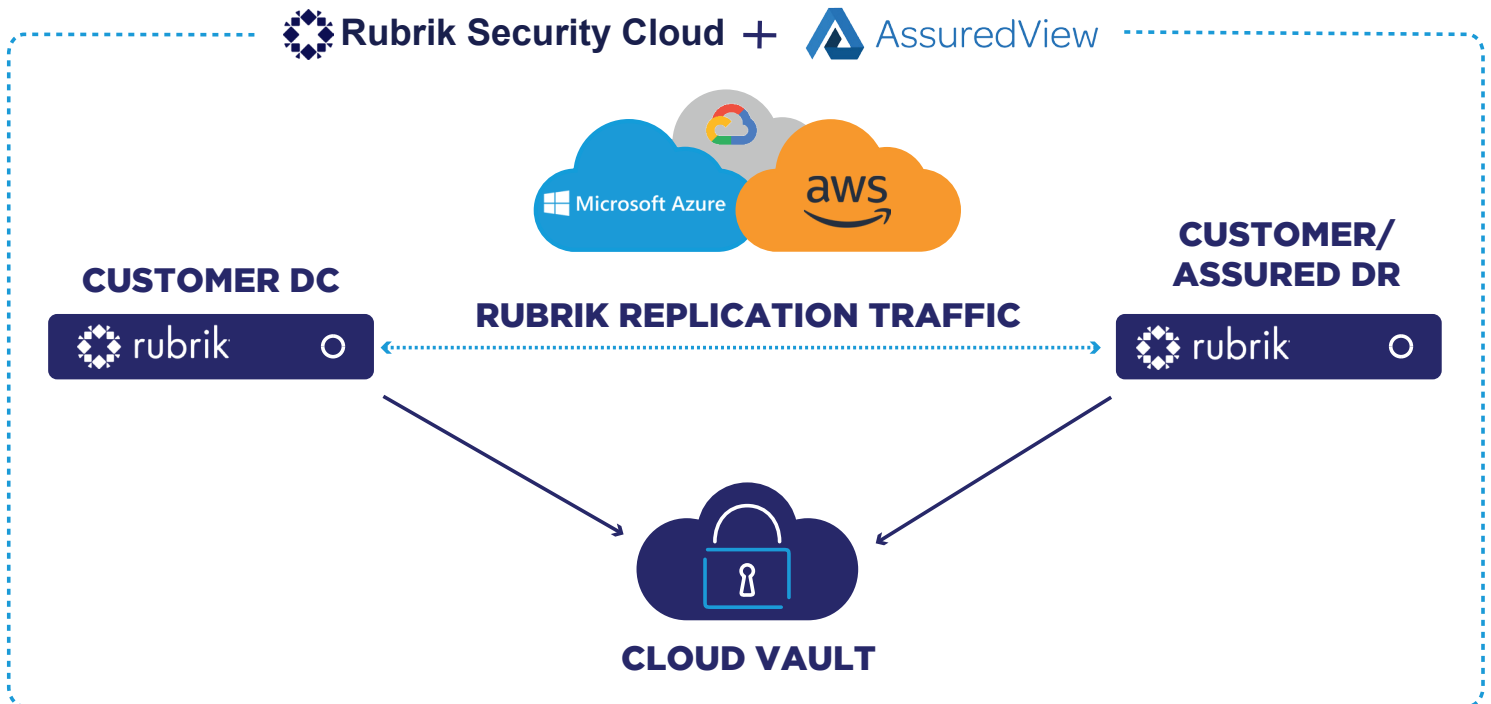 Rubrik Security Cloud + AssuredView
Microsoft Azure
aws
CUSTOMER/
ASSURED DR
CUSTOMER DC
RUBRIK REPLICATION TRAFFIC
rubrik
rubrik
CLOUD VAULT